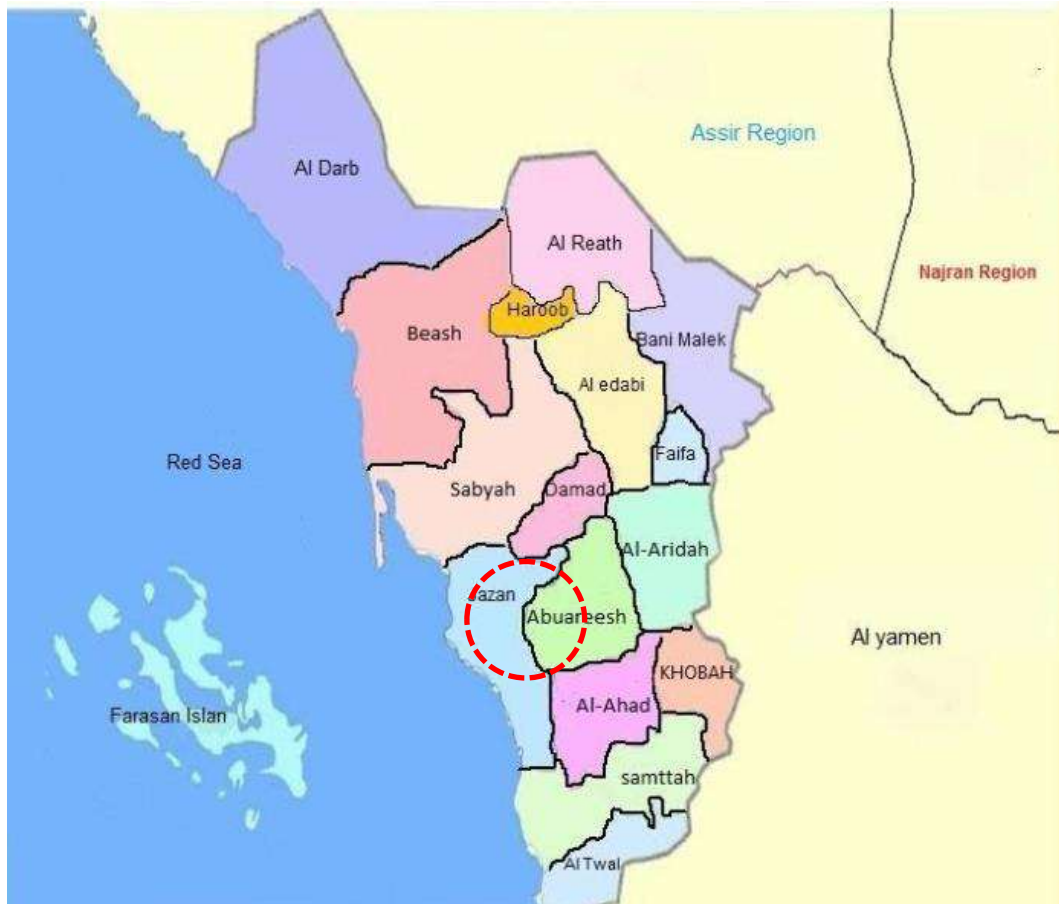 Assir Region
Al Darb
Al Reath
Najran Region
Haroob
Beash
Bani Malek
Al edabi
Faifa
Red Sea
Sabyah
Damad
Al-Aridah
Jazan
Abuareesh
Al yamen
KHOBAH
Al-Ahad
Farasan Islan
samttah
Al Twal